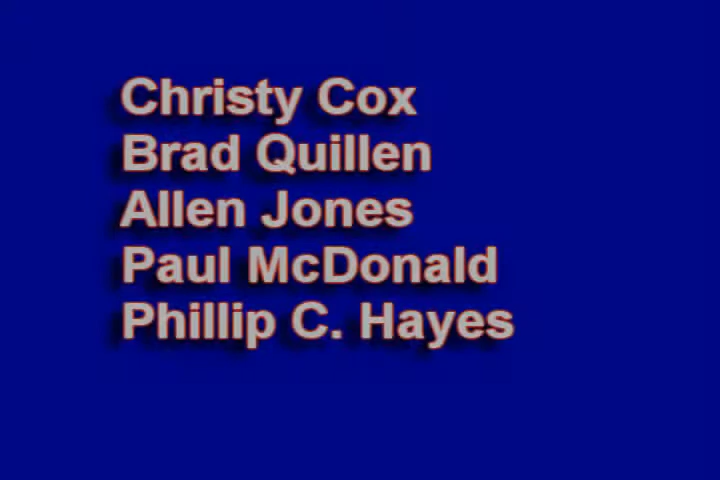 Christy Cox
Brad Quillen
Allen Jones
Paul McDonald
Phillip C. Hayes